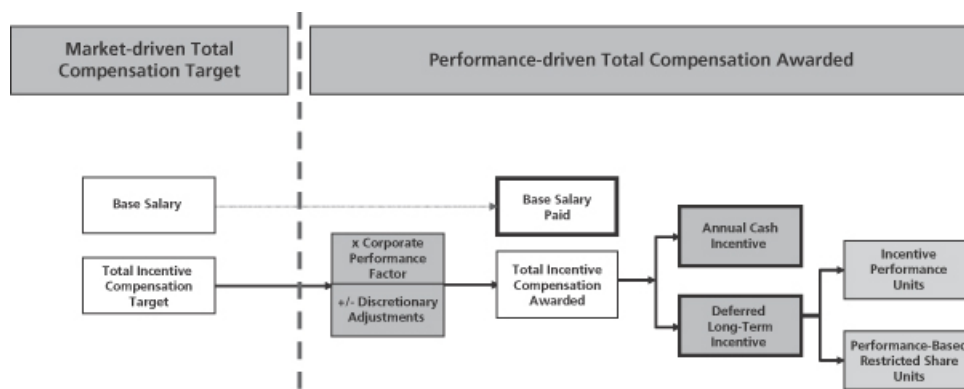 Market-driven Total
Compensation Target
Performance-driven Total Compensation Awarded
Base Salary
Base Salary
Paid
Total Incentive
Compensation
Target
x Corporate
Performance
Factor
+/- Discretionary
Adjustments
Total Incentive
Compensation
Awarded
Annual Cash
Incentive
Deferred
Long-Term
Incentive
Incentive
Performance
Units
Performance-Based
Restricted Share
Units